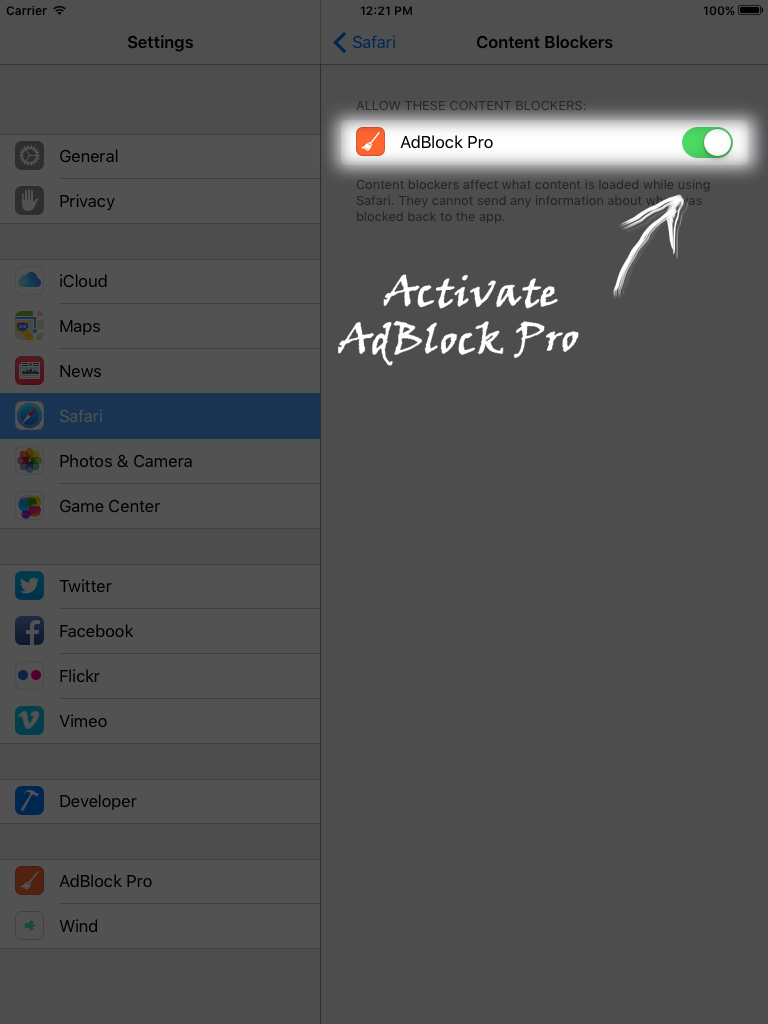 Carrier 12:21 PM 100%
Settings
Safari Content Blockers
ALLOW THESE CONTENT BLOCKERS:
AdBlock Pro
Content blockers affect what content is loaded while using
Safari. They cannot send any information about what was
blocked back to the app.
Activate
AdBlock Pro
General
Privacy
iCloud
Maps
News
Safari
Photos & Camera
Game Center
Twitter
Facebook
Flickr
Vimeo
Developer
AdBlock Pro
Wind